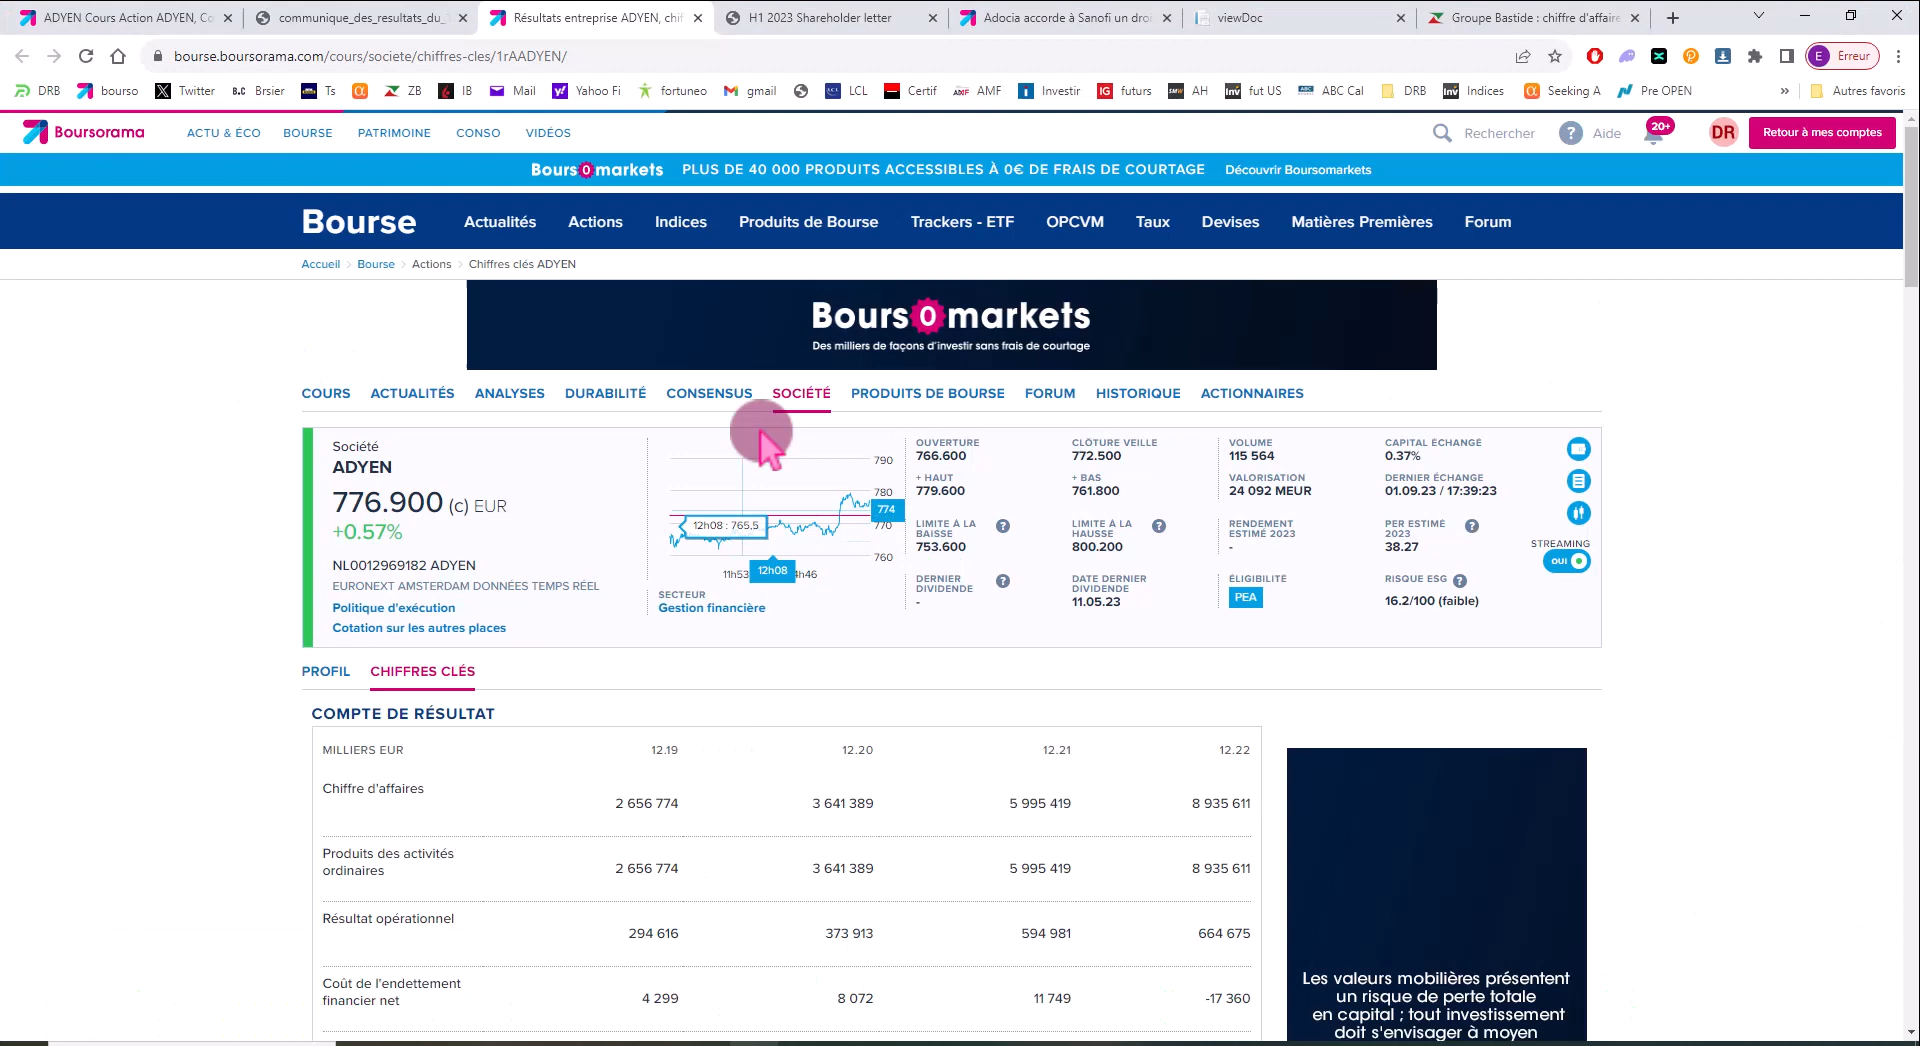 ADYEN Cours Action ADYEN, Co
communique_des_resultats_du_
Résultats entreprise ADYEN, chif
H1 2023 Shareholder letter
Adocia accorde à Sanofi un droi
viewDoc
Groupe Bastide : chiffre d'affaire
bourse.boursorama.com/cours/societe/chiffres-cles/1rAADYEN/
E Erreur
DRB
bourso
Twitter
B.C Brsier
Ts
ZB
IB
Mail
Yahoo Fi
fortuneo
gmail
LCL
Certif
AMF
Investir
IG futurs
AH
Inv fut US
ABC Cal
DRB
Inv Indices
Seeking A
Pre OPEN
»
Autres favoris
Boursorama
ACTU & ÉCO
BOURSE
PATRIMOINE
CONSO
VIDÉOS
Rechercher
? Aide
20+
DR
Retour à mes comptes
Bours0markets PLUS DE 40 000 PRODUITS ACCESSIBLES À 0€ DE FRAIS DE COURTAGE Découvrir Boursomarkets
Bourse
Actualités
Actions
Indices
Produits de Bourse
Trackers - ETF
OPCVM
Taux
Devises
Matières Premières
Forum
Accueil > Bourse > Actions > Chiffres clés ADYEN
Bours0markets
Des milliers de façons d'investir sans frais de courtage
COURS
ACTUALITÉS
ANALYSES
DURABILITÉ
CONSENSUS
SOCIÉTÉ
PRODUITS DE BOURSE
FORUM
HISTORIQUE
ACTIONNAIRES
Société
ADYEN
776.900 (c) EUR
+0.57%
NL0012969182 ADYEN
EURONEXT AMSTERDAM DONNÉES TEMPS RÉEL
Politique d'exécution
Cotation sur les autres places
790
780
774
770
760
12h08 : 765,5
11h53
12h08
4h46
SECTEUR
Gestion financière
OUVERTURE
766.600
CLÔTURE VEILLE
772.500
VOLUME
115 564
CAPITAL ÉCHANGÉ
0.37%
+ HAUT
779.600
+ BAS
761.800
VALORISATION
24 092 MEUR
DERNIER ÉCHANGE
01.09.23 / 17:39:23
LIMITE À LA
BAISSE
753.600
?
LIMITE À LA
HAUSSE
800.200
?
RENDEMENT
ESTIMÉ 2023
-
PER ESTIMÉ
2023
38.27
?
DERNIER
DIVIDENDE
-
?
DATE DERNIER
DIVIDENDE
11.05.23
ÉLIGIBILITÉ
PEA
RISQUE ESG ?
16.2/100 (faible)
STREAMING
OUI
PROFIL
CHIFFRES CLÉS
COMPTE DE RÉSULTAT
MILLIERS EUR 12.19 12.20 12.21 12.22
Chiffre d'affaires
2 656 774 3 641 389 5 995 419 8 935 611
Produits des activités
ordinaires
2 656 774 3 641 389 5 995 419 8 935 611
Résultat opérationnel
294 616 373 913 594 981 664 675
Coût de l'endettement
financier net
4 299 8 072 11 749 -17 360
Les valeurs mobilières présentent
un risque de perte totale
en capital ; tout investissement
doit s'envisager à moyen